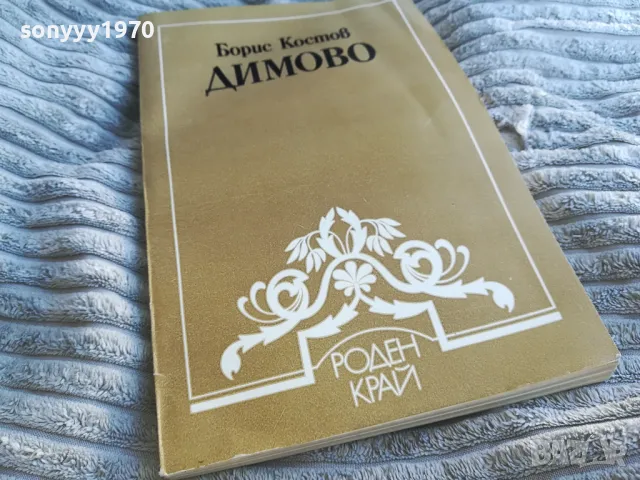 sonyyy1970
Борис Костов
ДИМОВО
РОДЕН
КРАЙ